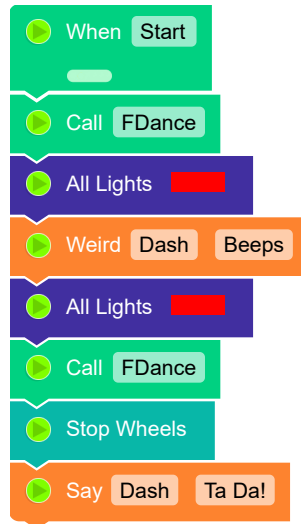 When Start
Call FDance
All Lights
Weird Dash Beeps
All Lights
Call FDance
Stop Wheels
Say Dash Ta Da!